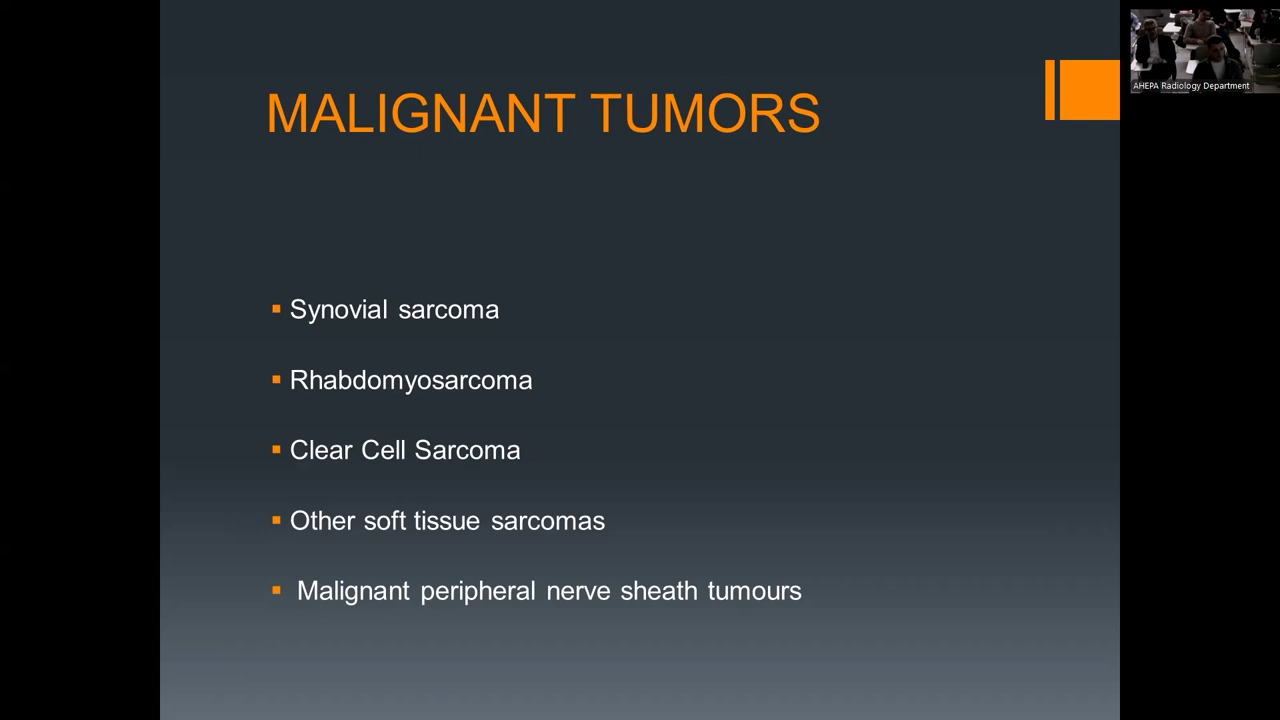 MALIGNANT TUMORS
AHEPA Radiology Department
Synovial sarcoma
Rhabdomyosarcoma
Clear Cell Sarcoma
Other soft tissue sarcomas
Malignant peripheral nerve sheath tumours